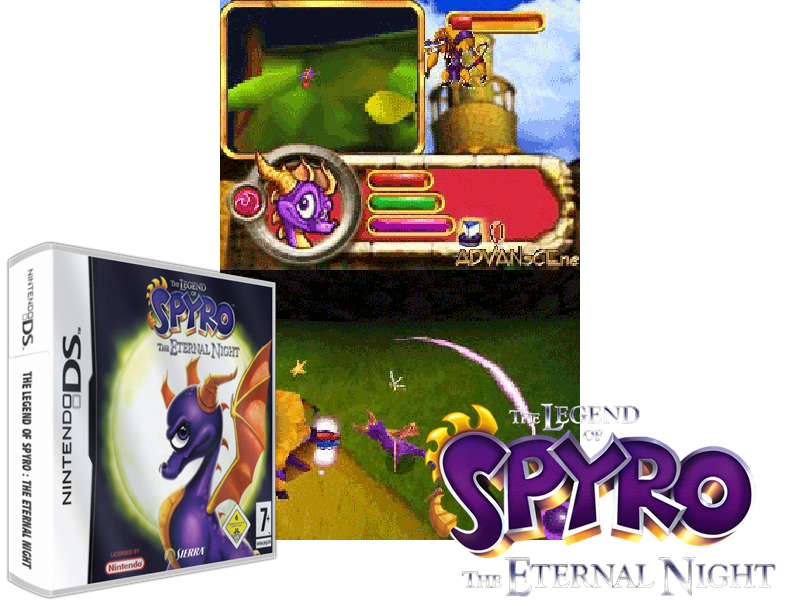 ADVANSCEne
NINTENDO DS.
THE LEGEND OF SPYRO : THE ETERNAL NIGHT
NINTENDO DS™
THE LEGEND
OF
SPYRO
THE ETERNAL NIGHT
LICENSED BY
Nintendo
SIERRA
7+
THE LEGEND
OF
SPYRO
THE ETERNAL NIGHT